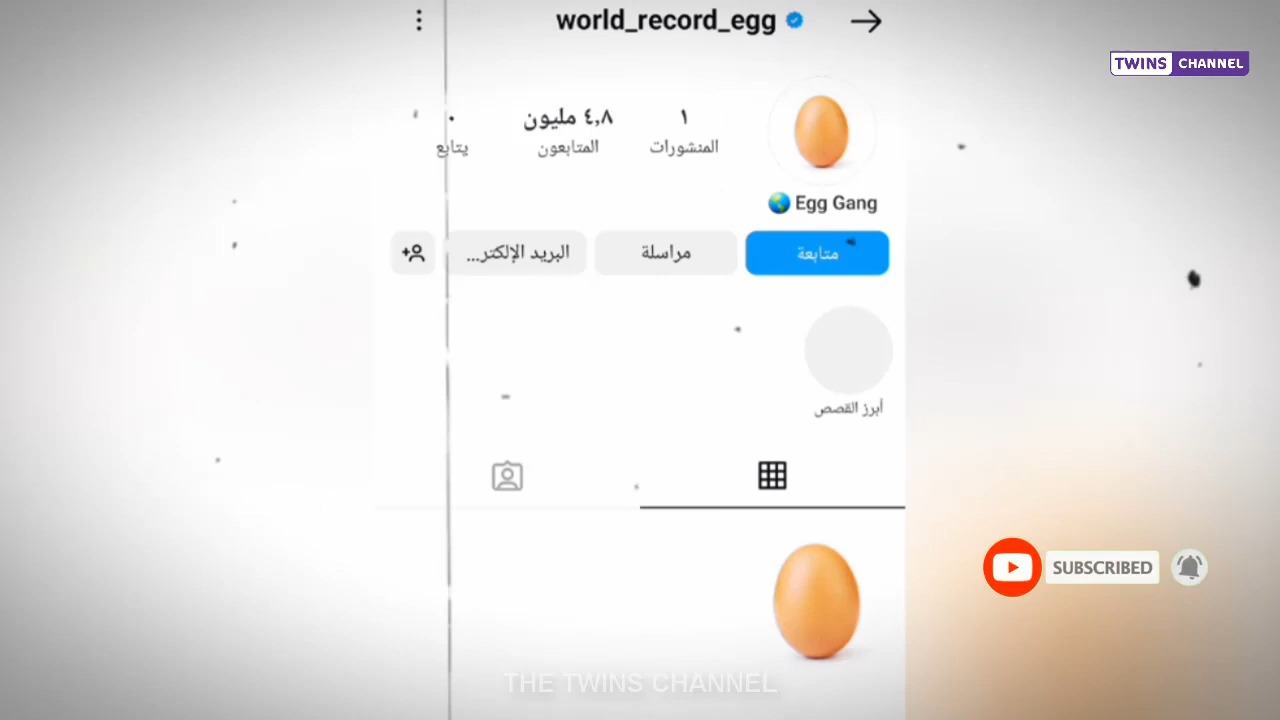 world_record_egg
TWINS CHANNEL
١ ٤,٨ مليون ٠
المنشورات المتابعون يتابع
Egg Gang
متابعة مراسلة البريد الإلكتر...
أبرز القصص
SUBSCRIBED
THE TWINS CHANNEL